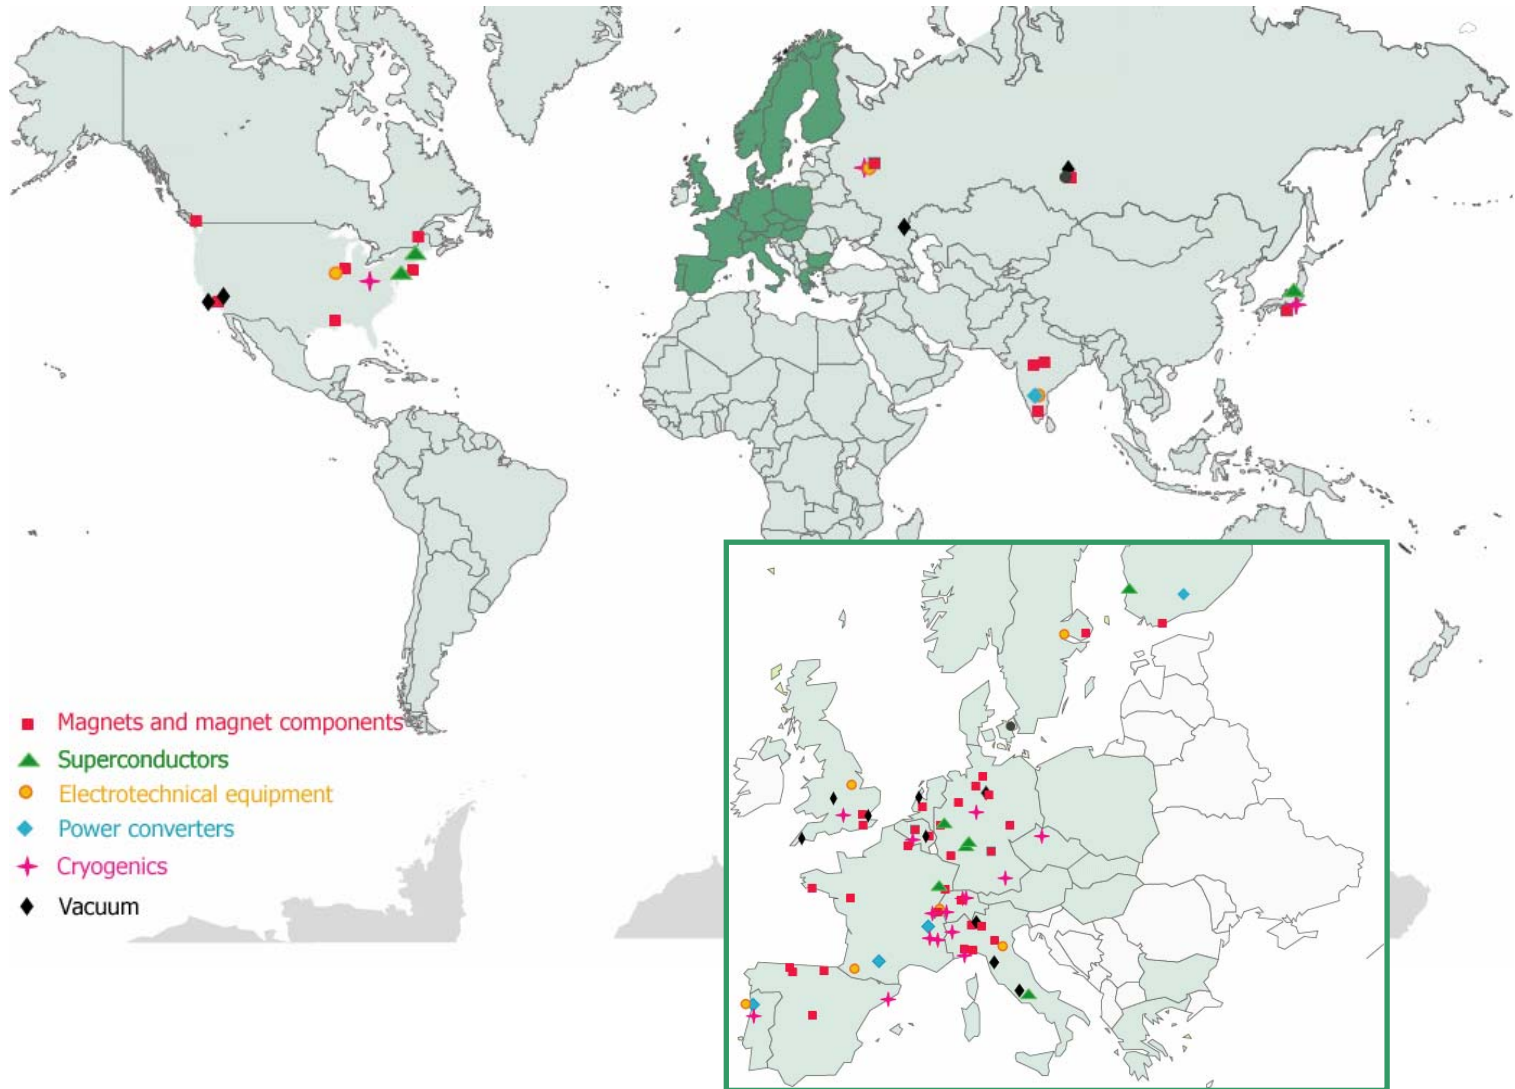 Magnets and magnet components
Superconductors
Electrotechnical equipment
Power converters
Cryogenics
Vacuum